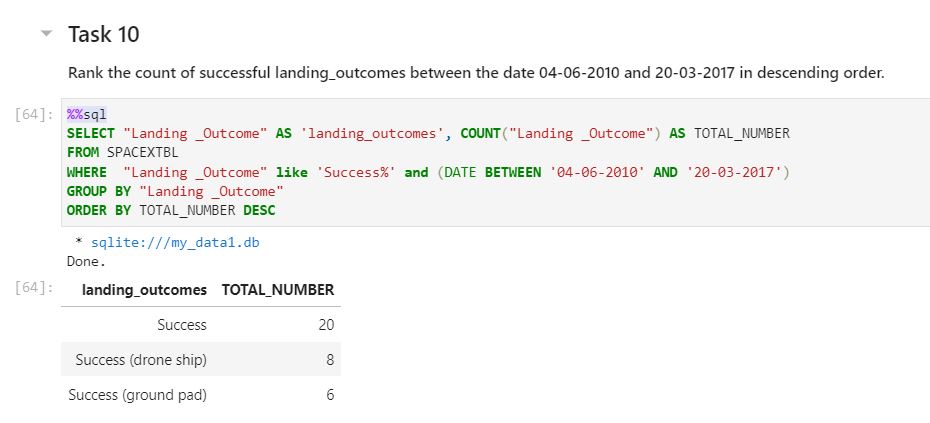 Task 10
Rank the count of successful landing_outcomes between the date 04-06-2010 and 20-03-2017 in descending order.
[64]: %%sql
SELECT "Landing _Outcome" AS 'landing_outcomes', COUNT("Landing _Outcome") AS TOTAL_NUMBER
FROM SPACEXTBL
WHERE  "Landing _Outcome" like 'Success%' and (DATE BETWEEN '04-06-2010' AND '20-03-2017')
GROUP BY "Landing _Outcome"
ORDER BY TOTAL_NUMBER DESC
* sqlite:///my_data1.db
Done.
[64]: landing_outcomes TOTAL_NUMBER
Success 20
Success (drone ship) 8
Success (ground pad) 6